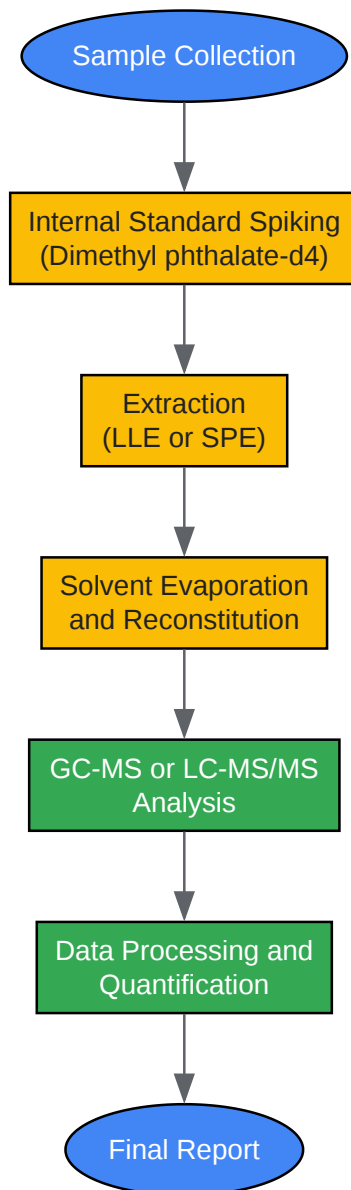 Sample Collection
Internal Standard Spiking
(Dimethyl phthalate-d4)
Extraction
(LLE or SPE)
Solvent Evaporation
and Reconstitution
GC-MS or LC-MS/MS
Analysis
Data Processing and
Quantification
Final Report